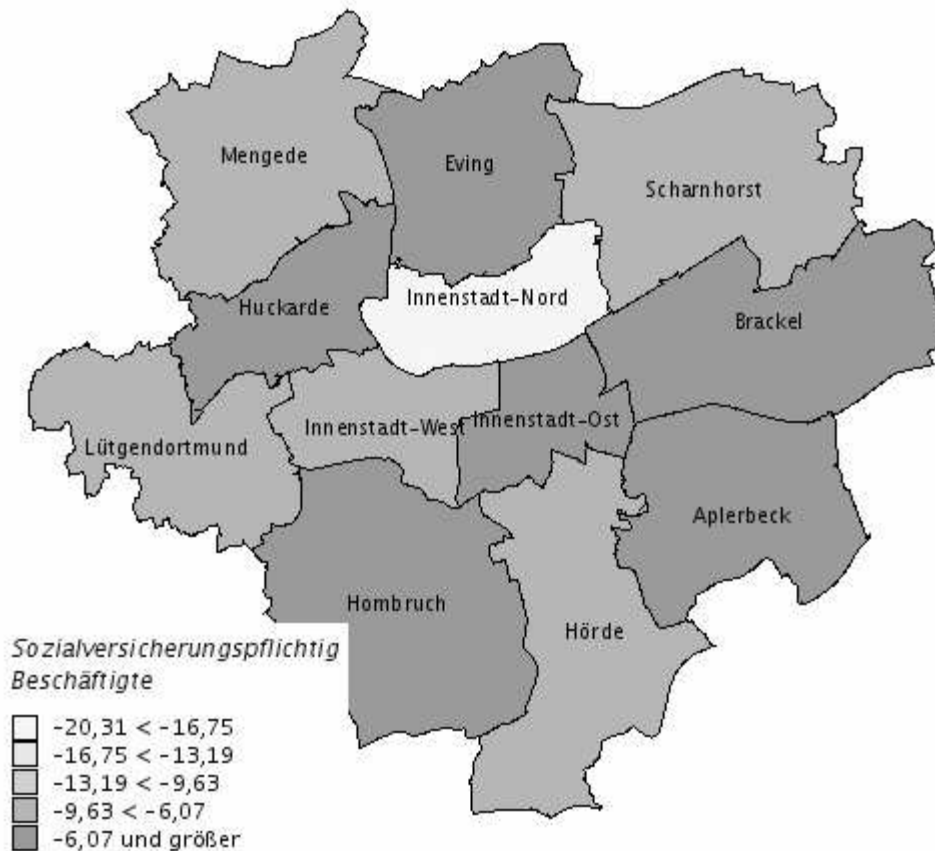 Mengede
Eving
Scharnhorst
Innenstadt-Nord
Huckarde
Brackel
Innenstadt-West
Innenstadt-Ost
Lütgendortmund
Aplerbeck
Hombruch
Hörde
Sozialversicherungspflichtig
Beschäftigte
-20,31 < -16,75
-16,75 < -13,19
-13,19 < -9,63
-9,63 < -6,07
-6,07 und größer